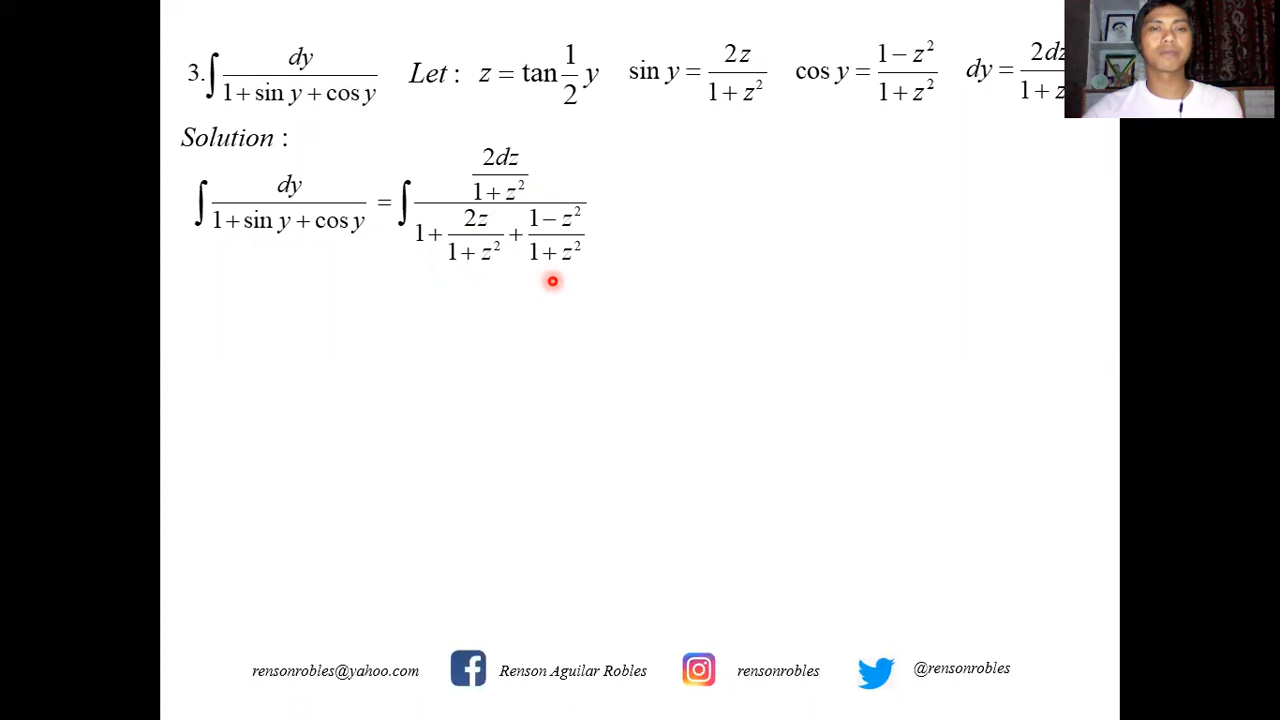 3. ∫ dy / (1 + sin y + cos y)   Let :   z = tan 1/2 y   sin y = 2z / (1 + z²)   cos y = (1 − z²) / (1 + z²)   dy = 2dz / 1 + z
Solution :
∫ dy / (1 + sin y + cos y) = ∫ (2dz / (1 + z²)) / (1 + 2z / (1 + z²) + (1 − z²) / (1 + z²))
rensonrobles@yahoo.com   Renson Aguilar Robles   rensonrobles   @rensonrobles